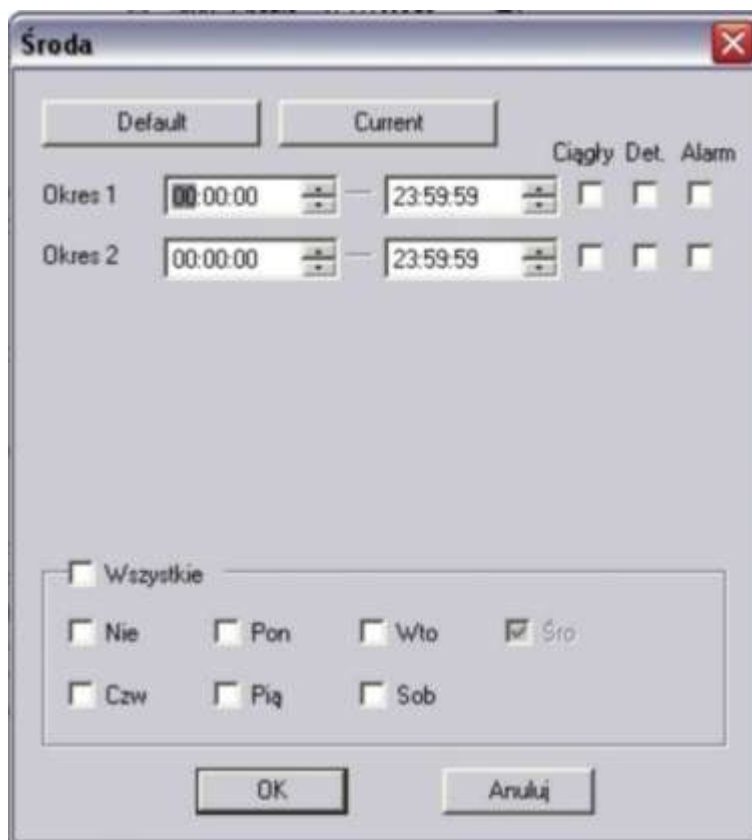 Środa
Default Current
Ciągły Det. Alarm
Okres 1 00:00:00 — 23:59:59
Okres 2 00:00:00 — 23:59:59
Wszystkie
Nie Pon Wto Śro
Czw Pią Sob
OK Anuluj